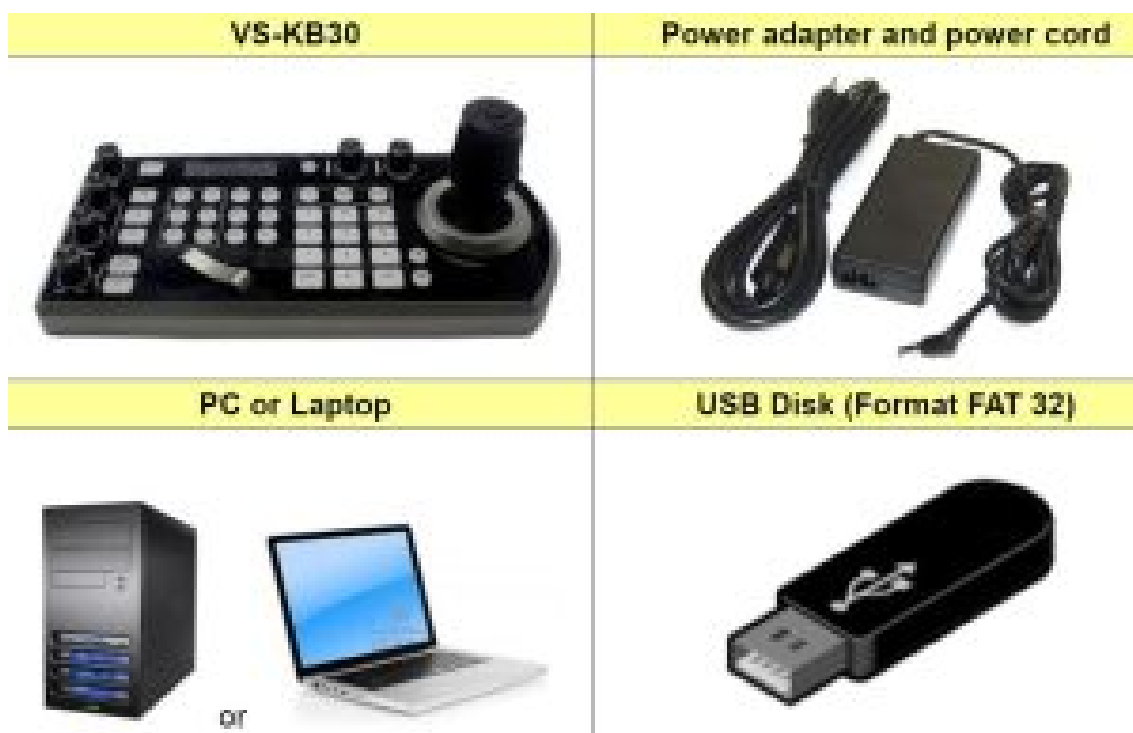 VS-KB30
Power adapter and power cord
PC or Laptop
USB Disk (Format FAT 32)
or